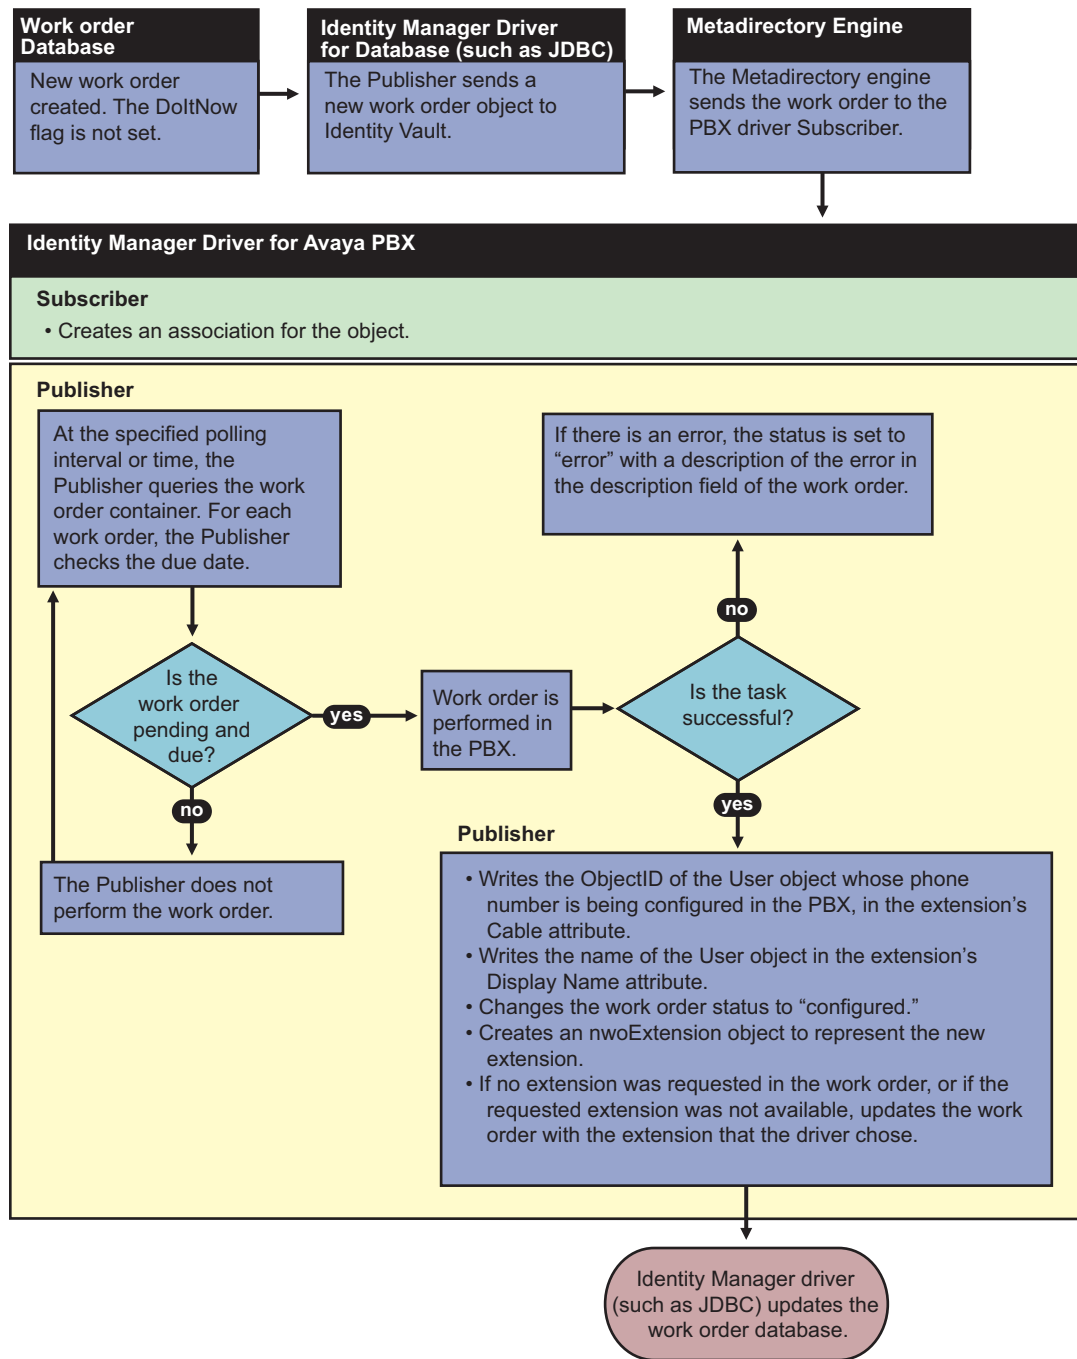 Work order
Database
New work order
created. The DoItNow
flag is not set.
Identity Manager Driver
for Database (such as JDBC)
The Publisher sends a
new work order object to
Identity Vault.
Metadirectory Engine
The Metadirectory engine
sends the work order to the
PBX driver Subscriber.
Identity Manager Driver for Avaya PBX
Subscriber
• Creates an association for the object.
Publisher
At the specified polling
interval or time, the
Publisher queries the work
order container. For each
work order, the Publisher
checks the due date.
If there is an error, the status is set to
“error” with a description of the error in
the description field of the work order.
no
Is the
work order
pending and
due?
yes
Work order is
performed in
the PBX.
Is the task
successful?
no
yes
The Publisher does not
perform the work order.
Publisher
• Writes the ObjectID of the User object whose phone
number is being configured in the PBX, in the extension’s
Cable attribute.
• Writes the name of the User object in the extension’s
Display Name attribute.
• Changes the work order status to “configured.”
• Creates an nwoExtension object to represent the new
extension.
• If no extension was requested in the work order, or if the
requested extension was not available, updates the work
order with the extension that the driver chose.
Identity Manager driver
(such as JDBC) updates the
work order database.